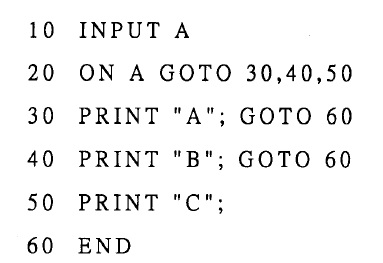 10 INPUT A
20 ON A GOTO 30,40,50
30 PRINT "A"; GOTO 60
40 PRINT "B"; GOTO 60
50 PRINT "C";
60 END